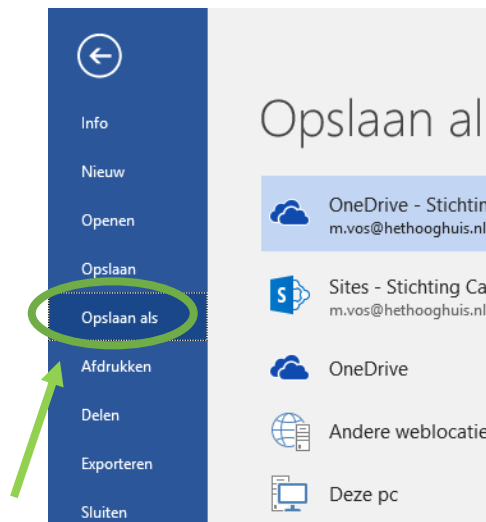 Info
Nieuw
Openen
Opslaan
Opslaan als
Afdrukken
Delen
Exporteren
Sluiten
Opslaan al
OneDrive - Stichtin
m.vos@hethooghuis.nl
Sites - Stichting Ca
m.vos@hethooghuis.nl
OneDrive
Andere weblocatie
Deze pc